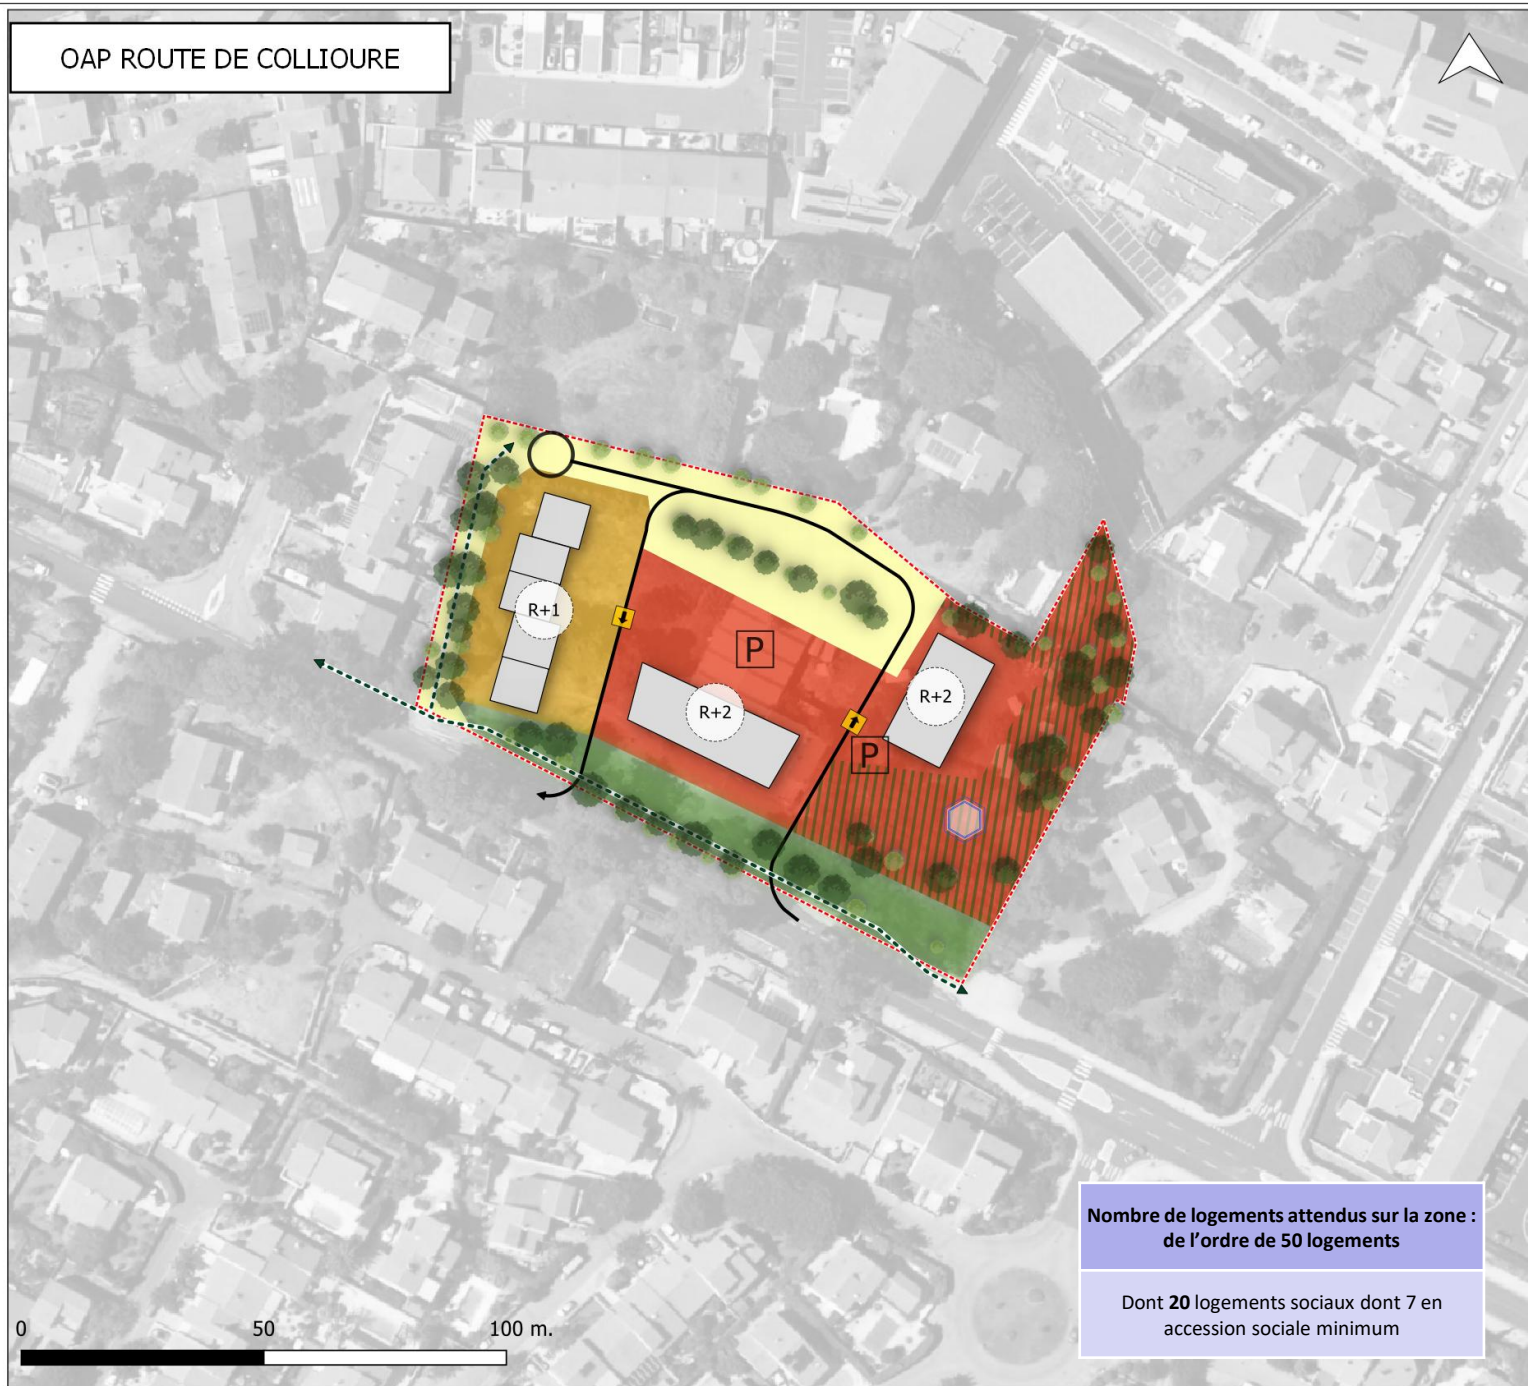 OAP ROUTE DE COLLIOURE
R+1
P
R+2
R+2
P
Nombre de logements attendus sur la zone :
de l'ordre de 50 logements
Dont 20 logements sociaux dont 7 en
accession sociale minimum
0 50 100 m.